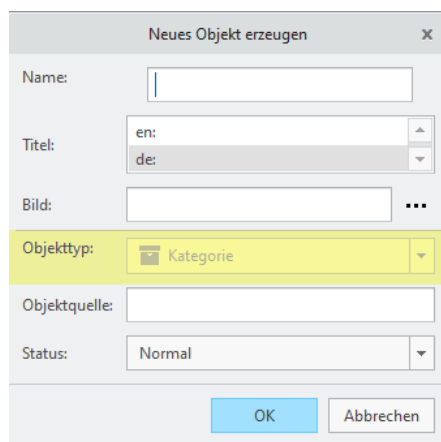 Neues Objekt erzeugen x
Name:
Titel:
en:
de:
Bild: ...
Objekttyp: Kategorie
Objektquelle:
Status: Normal
OK Abbrechen